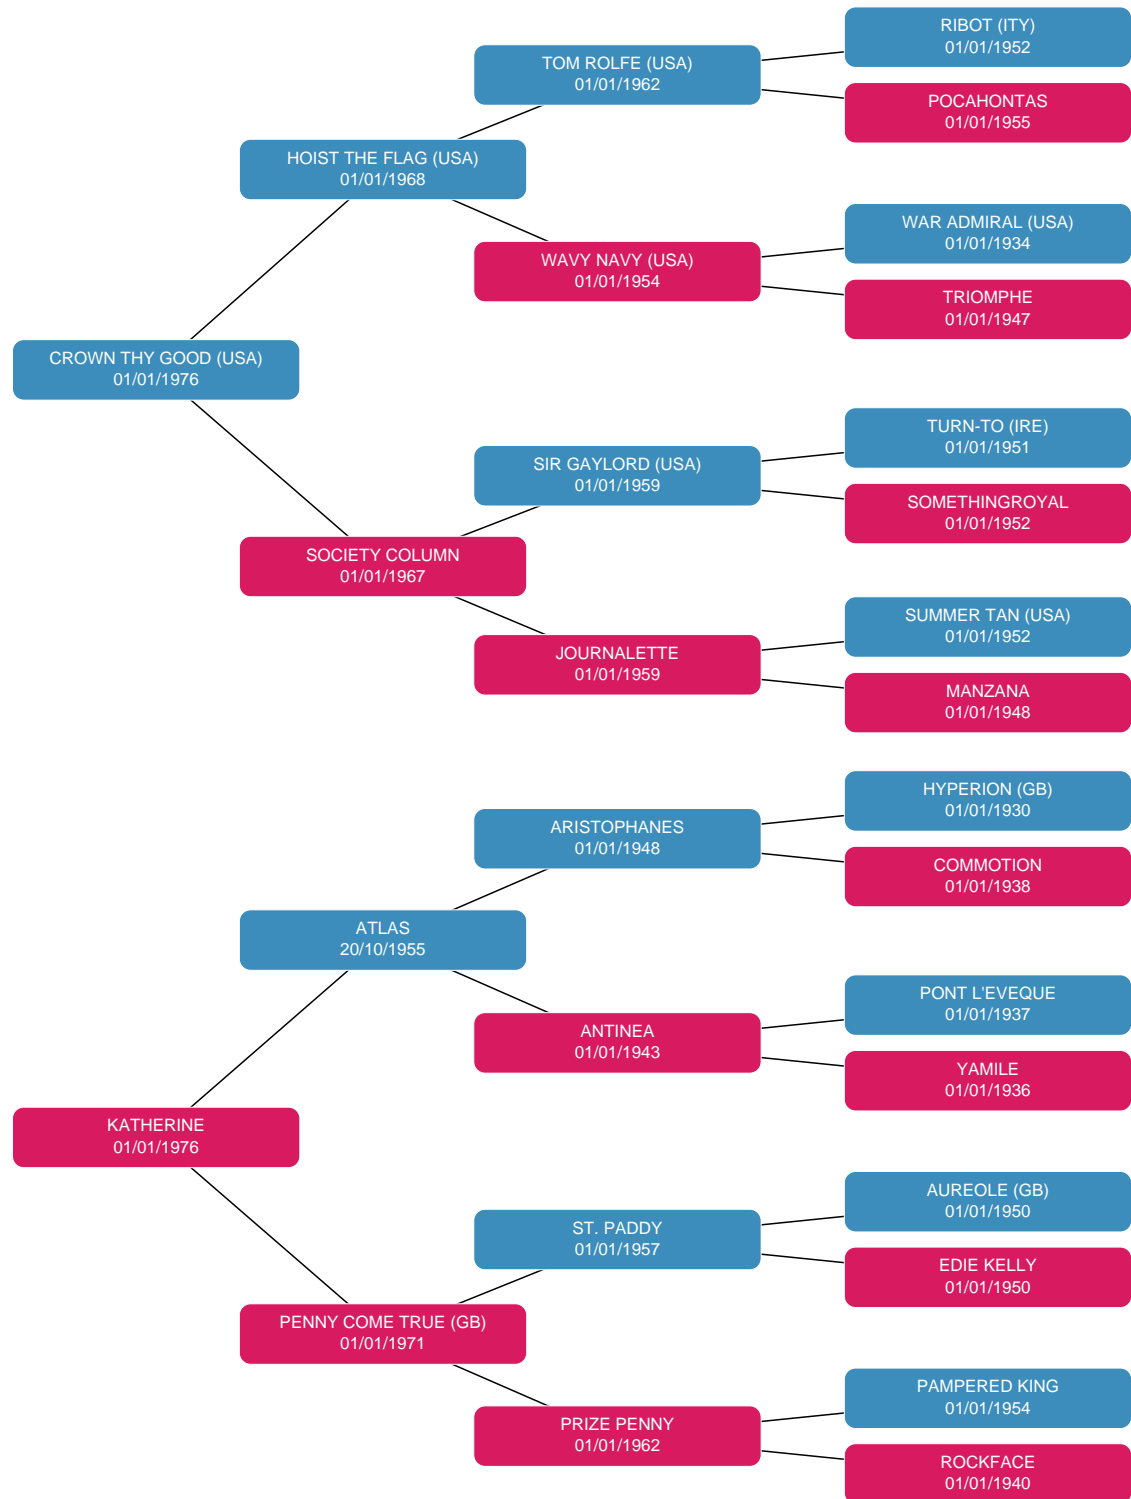 RIBOT (ITY)
01/01/1952
TOM ROLFE (USA)
01/01/1962
POCAHONTAS
01/01/1955
HOIST THE FLAG (USA)
01/01/1968
WAR ADMIRAL (USA)
01/01/1934
WAVY NAVY (USA)
01/01/1954
TRIOMPHE
01/01/1947
CROWN THY GOOD (USA)
01/01/1976
TURN-TO (IRE)
01/01/1951
SIR GAYLORD (USA)
01/01/1959
SOMETHINGROYAL
01/01/1952
SOCIETY COLUMN
01/01/1967
SUMMER TAN (USA)
01/01/1952
JOURNALETTE
01/01/1959
MANZANA
01/01/1948
HYPERION (GB)
01/01/1930
ARISTOPHANES
01/01/1948
COMMOTION
01/01/1938
ATLAS
20/10/1955
PONT L'EVEQUE
01/01/1937
ANTINEA
01/01/1943
YAMILE
01/01/1936
KATHERINE
01/01/1976
AUREOLE (GB)
01/01/1950
ST. PADDY
01/01/1957
EDIE KELLY
01/01/1950
PENNY COME TRUE (GB)
01/01/1971
PAMPERED KING
01/01/1954
PRIZE PENNY
01/01/1962
ROCKFACE
01/01/1940